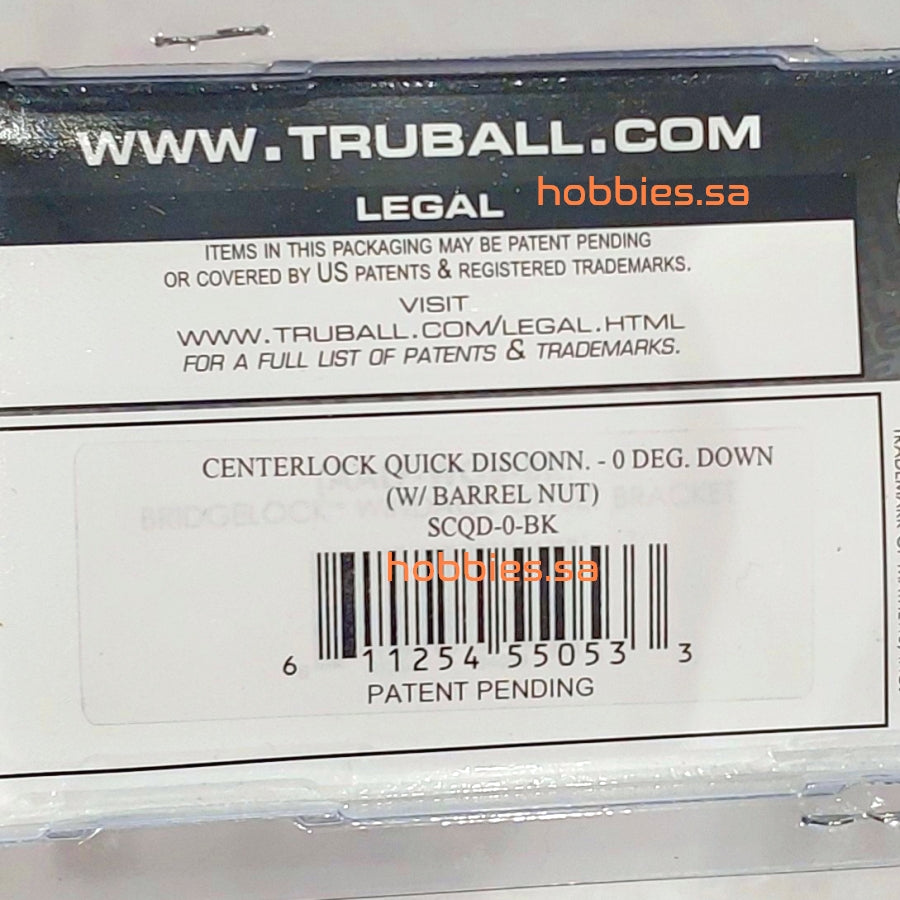 WWW.TRUBALL.COM
LEGAL
hobbies.sa
ITEMS IN THIS PACKAGING MAY BE PATENT PENDING
OR COVERED BY US PATENTS & REGISTERED TRADEMARKS.
VISIT
WWW.TRUBALL.COM/LEGAL.HTML
FOR A FULL LIST OF PATENTS & TRADEMARKS.
CENTERLOCK QUICK DISCONN. - 0 DEG. DOWN
(W/ BARREL NUT)
SCQD-0-BK
hobbies.sa
6 11254 55053 3
PATENT PENDING